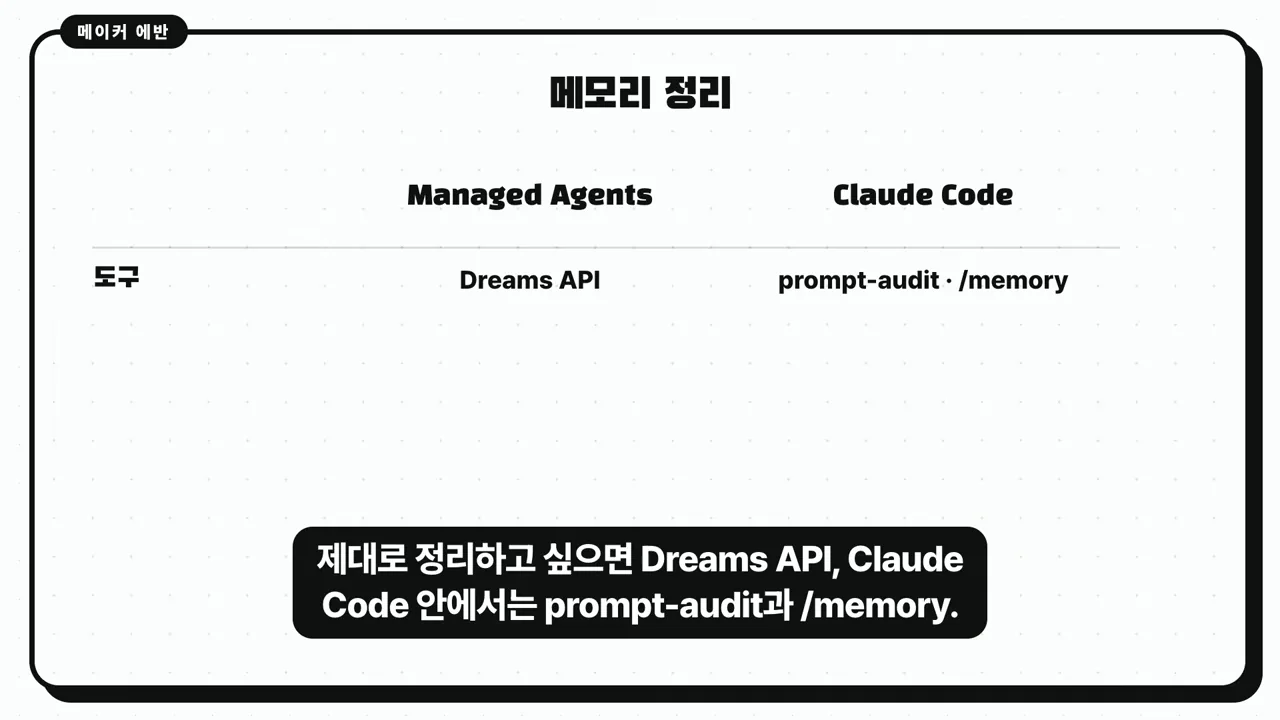 메이커 에반
메모리 정리
Managed Agents Claude Code
도구 Dreams API prompt-audit · /memory
제대로 정리하고 싶으면 Dreams API, Claude
Code 안에서는 prompt-audit과 /memory.